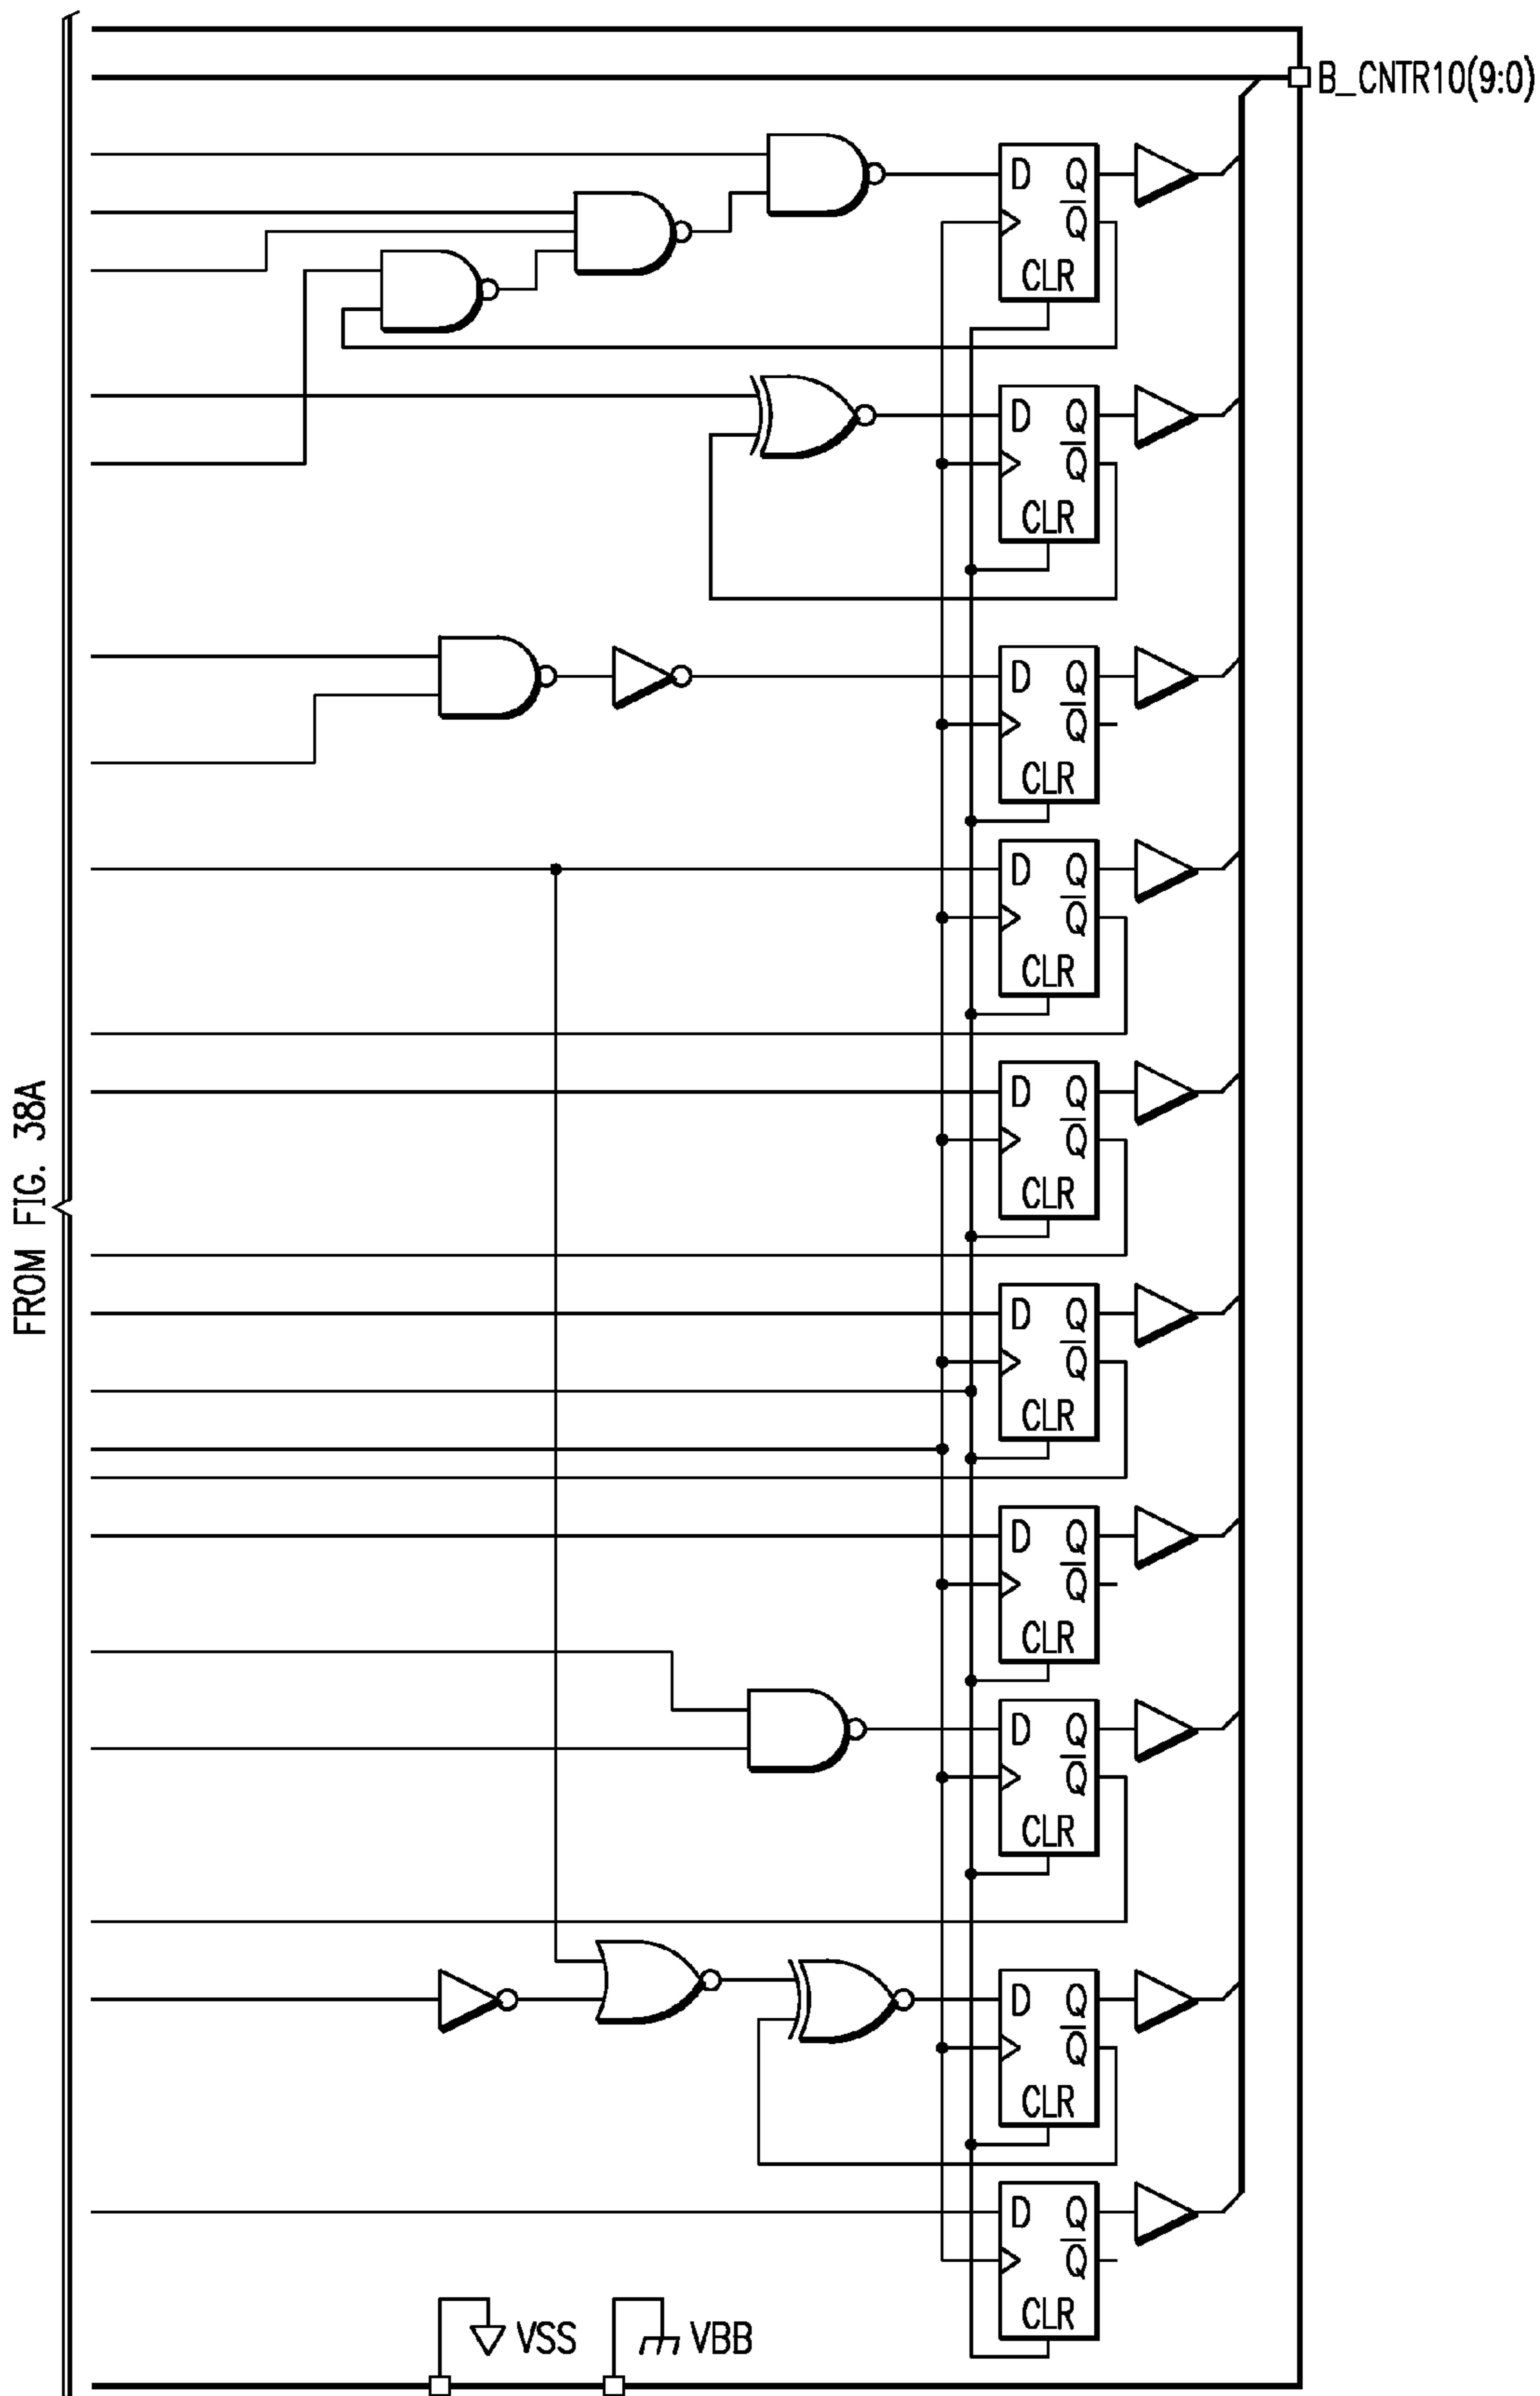 B_CNTR10(9:0)
D Q
Q̅
CLR
D Q
Q̅
CLR
D Q
Q̅
CLR
D Q
Q̅
CLR
D Q
Q̅
CLR
FROM FIG. 38A
D Q
Q̅
CLR
D Q
Q̅
CLR
D Q
Q̅
CLR
D Q
Q̅
CLR
D Q
Q̅
CLR
VSS VBB